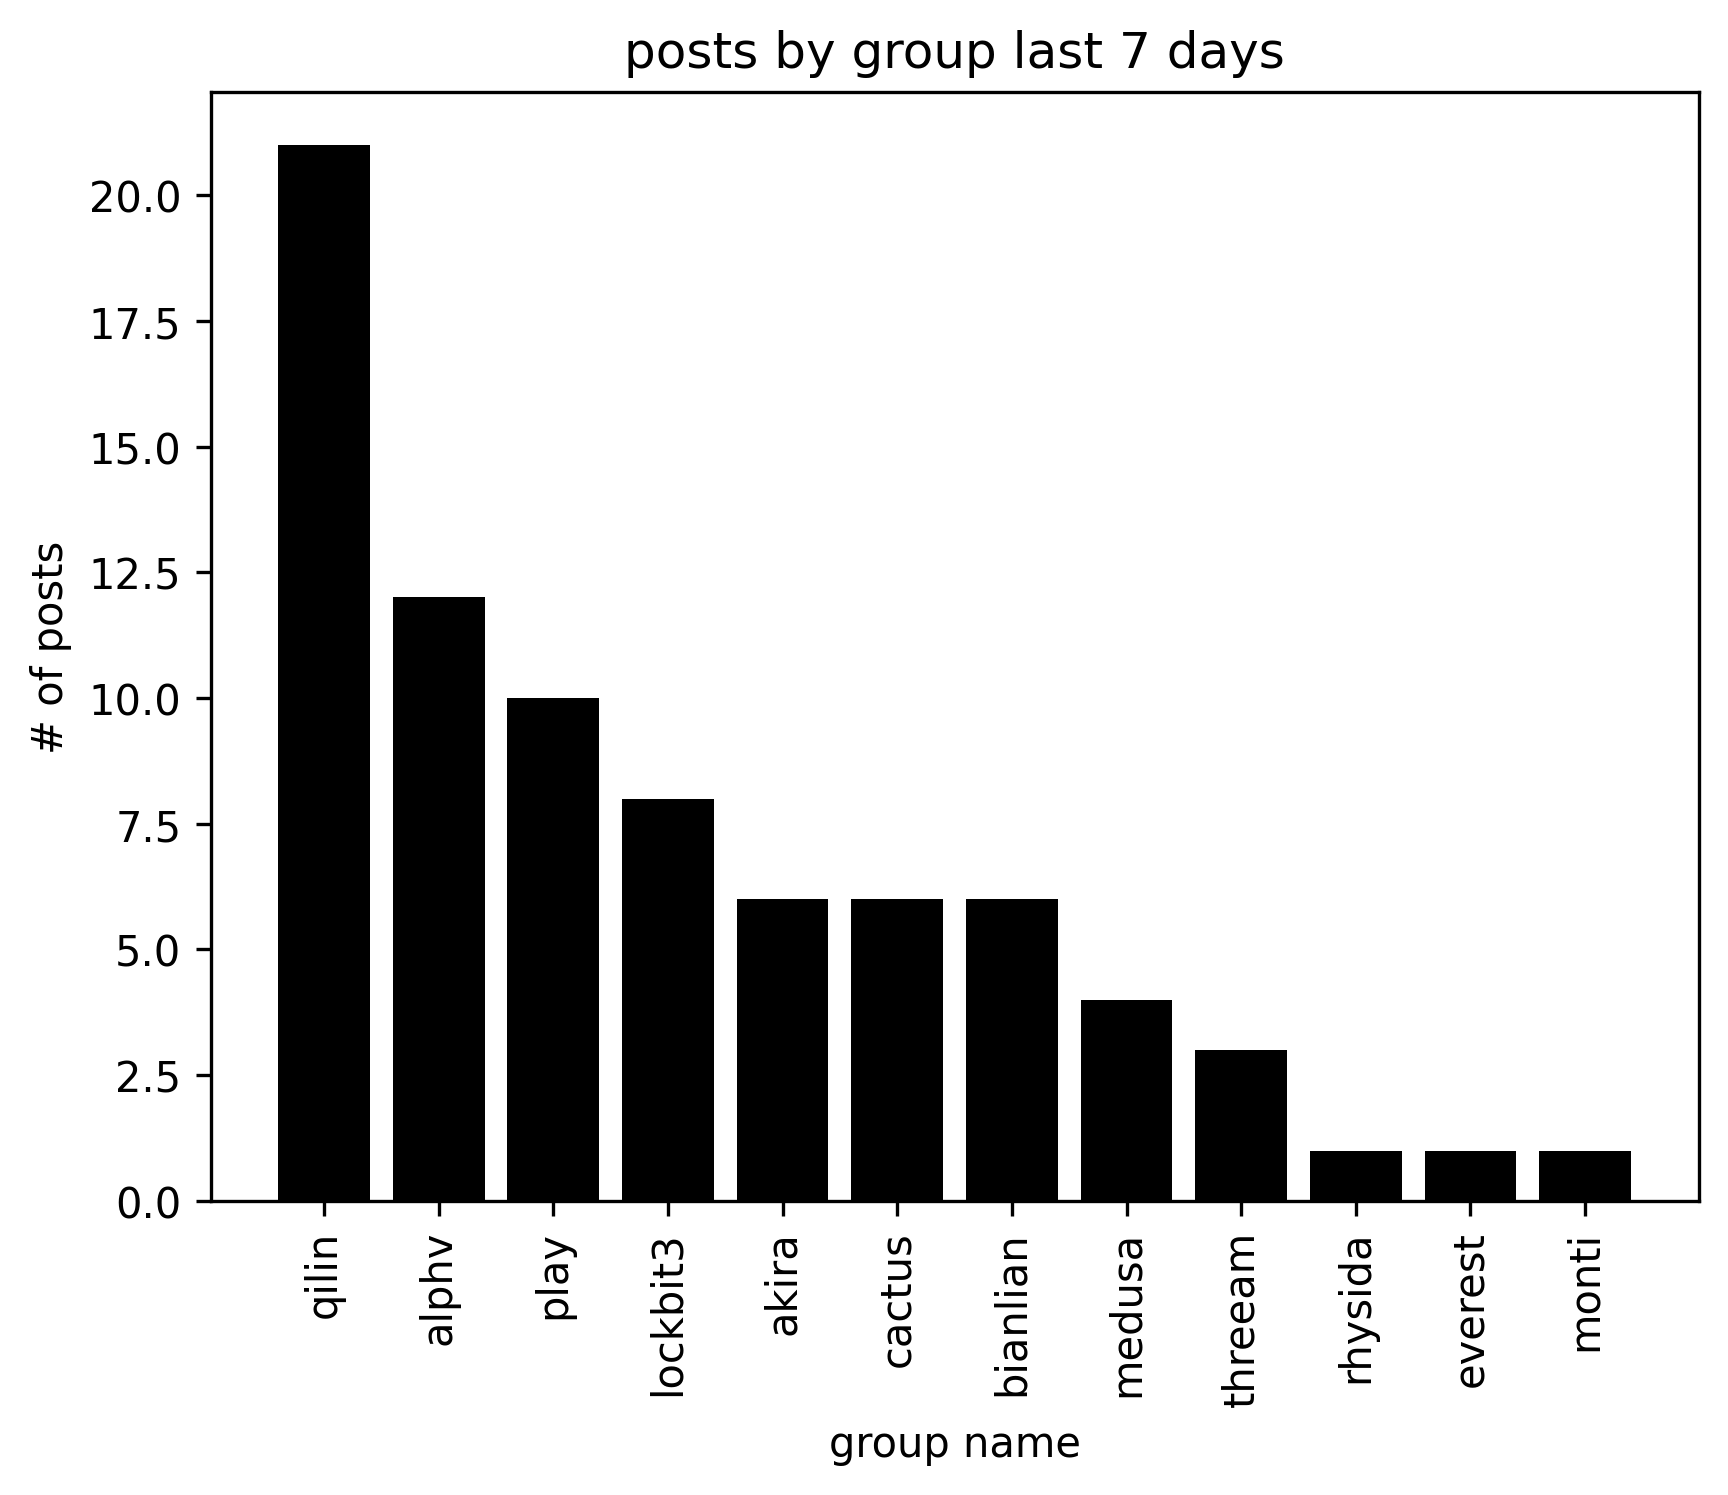 posts by group last 7 days
# of posts
20.0
17.5
15.0
12.5
10.0
7.5
5.0
2.5
0.0
qilin
alphv
play
lockbit3
akira
cactus
bianlian
medusa
threeam
rhysida
everest
monti
group name